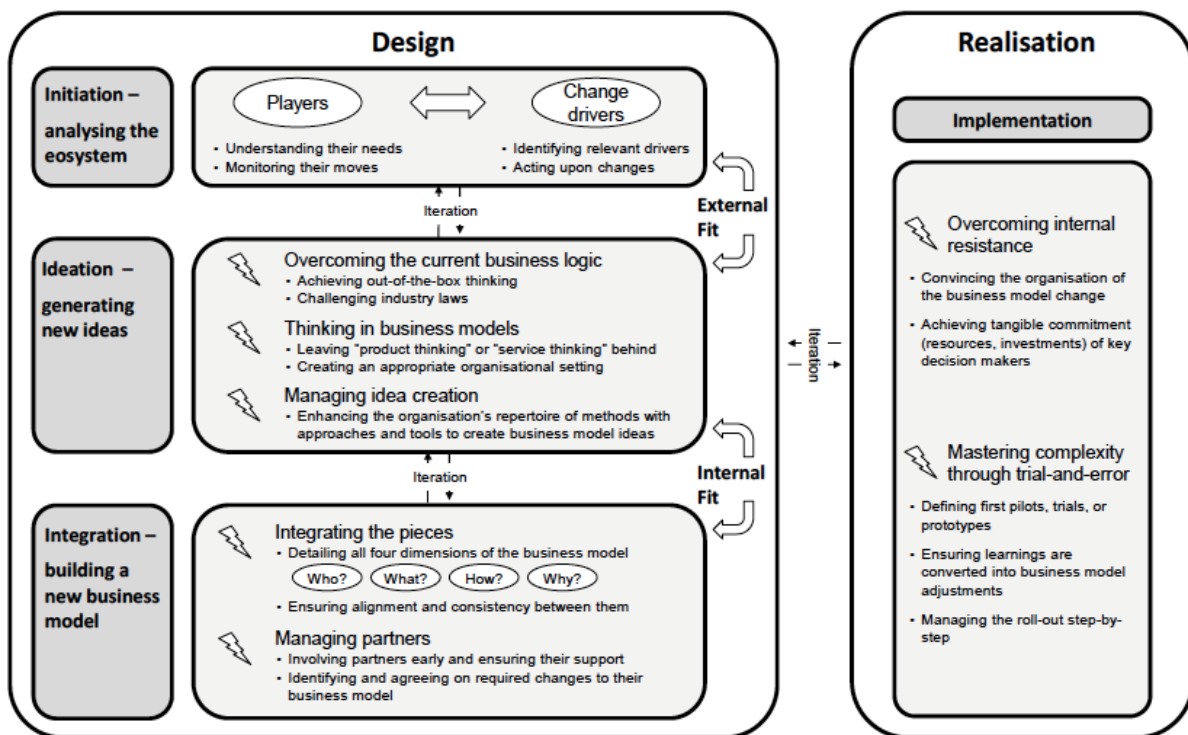 Design
Initiation –
analysing the
eosystem
Players
Change
drivers
• Understanding their needs
• Monitoring their moves
• Identifying relevant drivers
• Acting upon changes
Iteration
External
Fit
Ideation –
generating
new ideas
Overcoming the current business logic
• Achieving out-of-the-box thinking
• Challenging industry laws
Thinking in business models
• Leaving "product thinking" or "service thinking" behind
• Creating an appropriate organisational setting
Managing idea creation
• Enhancing the organisation's repertoire of methods with
approaches and tools to create business model ideas
Iteration
Internal
Fit
Integration –
building a
new business
model
Integrating the pieces
• Detailing all four dimensions of the business model
Who?
What?
How?
Why?
• Ensuring alignment and consistency between them
Managing partners
• Involving partners early and ensuring their support
• Identifying and agreeing on required changes to their
business model
Iteration
Realisation
Implementation
Overcoming internal
resistance
• Convincing the organisation of
the business model change
• Achieving tangible commitment
(resources, investments) of key
decision makers
Mastering complexity
through trial-and-error
• Defining first pilots, trials, or
prototypes
• Ensuring learnings are
converted into business model
adjustments
• Managing the roll-out step-by-
step